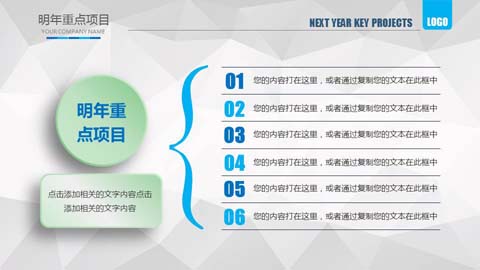 明年重点项目
YOUR COMPANY NAME
NEXT YEAR KEY PROJECTS
LOGO
明年重
点项目
点击添加相关的文字内容点击
添加相关的文字内容
01 您的内容打在这里，或者通过复制您的文本在此框中
02 您的内容打在这里，或者通过复制您的文本在此框中
03 您的内容打在这里，或者通过复制您的文本在此框中
04 您的内容打在这里，或者通过复制您的文本在此框中
05 您的内容打在这里，或者通过复制您的文本在此框中
06 您的内容打在这里，或者通过复制您的文本在此框中